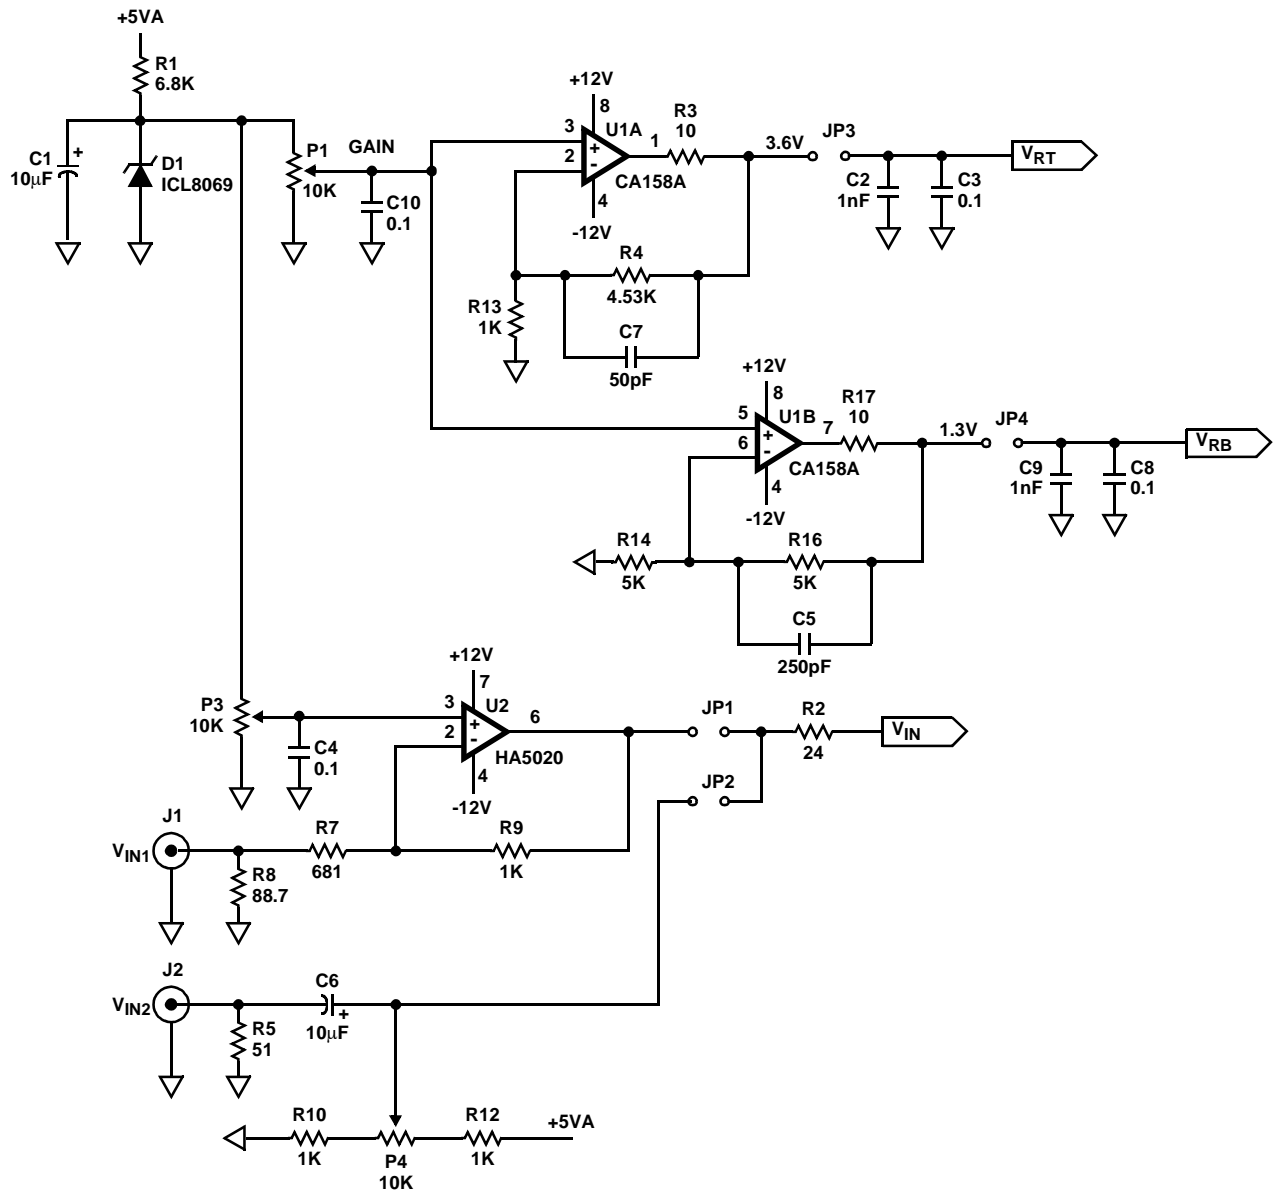 +5VA
R1
6.8K
C1
+
10μF
D1
ICL8069
P1
10K
GAIN
C10
0.1
+12V
8
3
2
+
-
U1A
1
CA158A
4
-12V
R3
10
3.6V
JP3
C2
1nF
C3
0.1
VRT
R4
4.53K
R13
1K
C7
50pF
+12V
8
5
6
+
-
U1B
7
CA158A
4
-12V
R17
10
1.3V
JP4
C9
1nF
C8
0.1
VRB
R14
5K
R16
5K
C5
250pF
P3
10K
C4
0.1
+12V
7
3
2
+
-
U2
6
HA5020
4
-12V
JP1
JP2
R2
24
VIN
J1
VIN1
R8
88.7
R7
681
R9
1K
J2
VIN2
R5
51
C6
+
10μF
R10
1K
P4
10K
R12
1K
+5VA